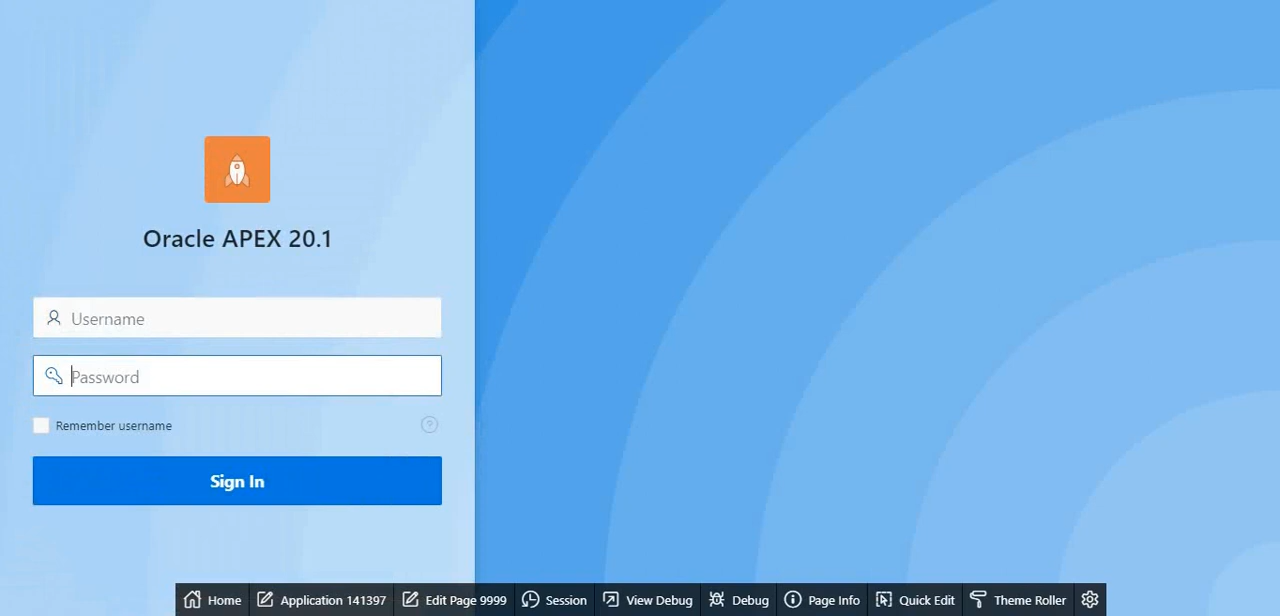 Oracle APEX 20.1
Username
Password
Remember username
?
Sign In
Home Application 141397 Edit Page 9999 Session View Debug Debug Page Info Quick Edit Theme Roller